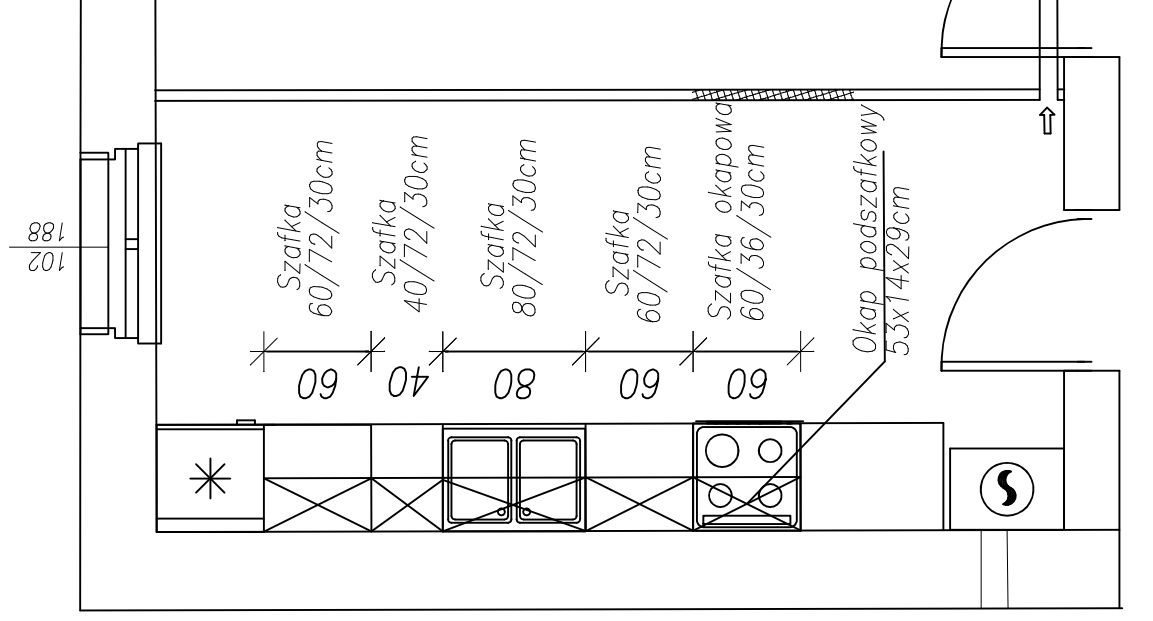 188
102
Szafka
60/72/30cm
Szafka
40/72/30cm
Szafka
80/72/30cm
Szafka
60/72/30cm
Szafka okapowa
60/36/30cm
Okap podszafkowy
53x14x29cm
60
40
80
60
60